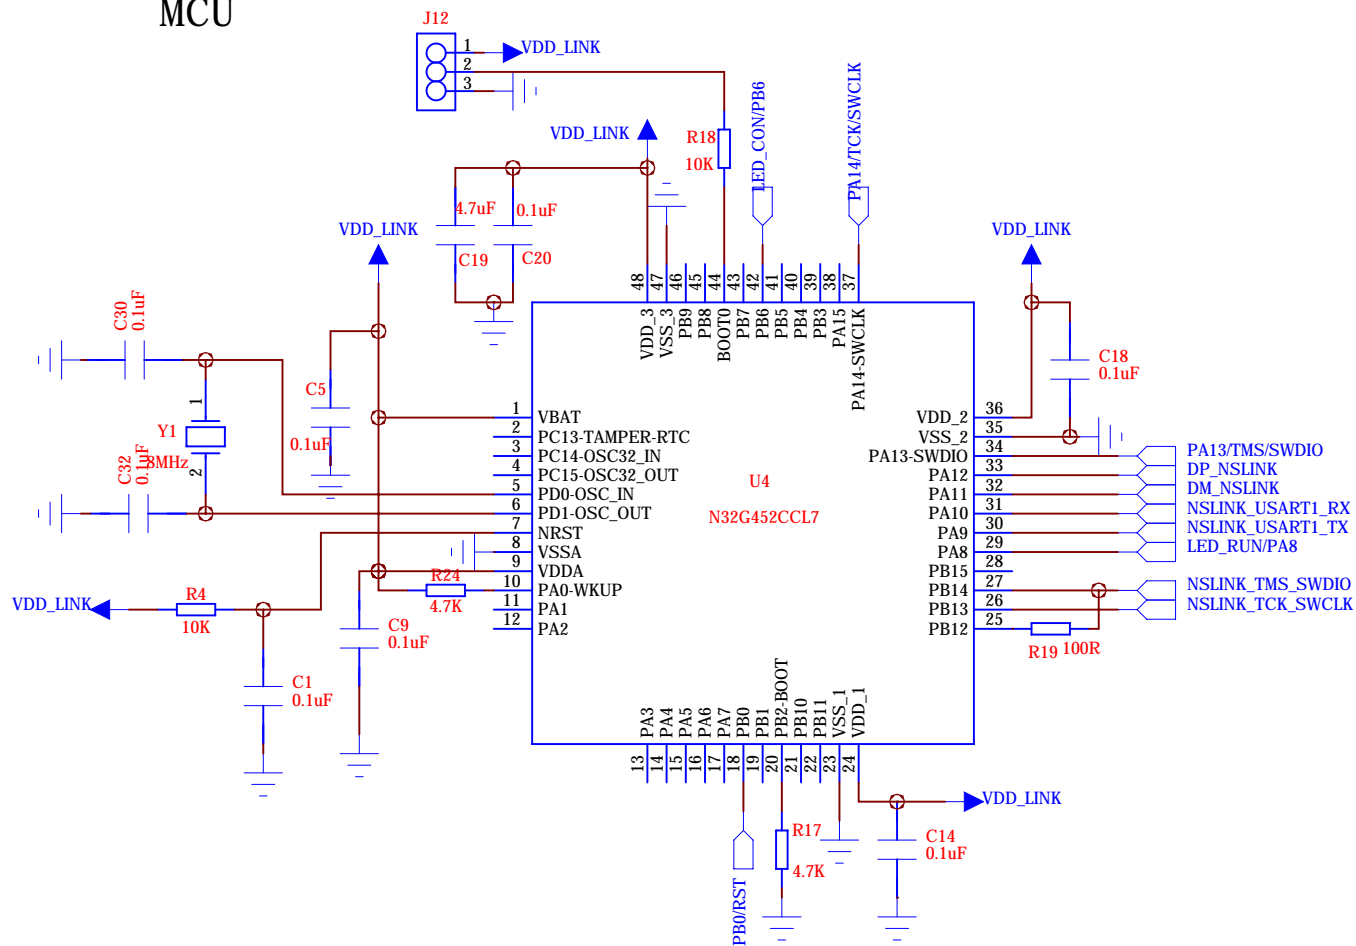 MCU
J12
1
2
3
VDD_LINK
VDD_LINK
R18
10K
LED_CON/PB6
PA14/TCK/SWCLK
4.7uF
0.1uF
C19
C20
VDD_LINK
VDD_LINK
48
47
46
45
44
43
42
41
40
39
38
37
VDD_3
VSS_3
PB9
PB8
BOOT0
PB7
PB6
PB5
PB4
PB3
PA15
PA14-SWCLK
C30
0.1uF
C5
0.1uF
C18
0.1uF
1
Y1
8MHz
2
C32
0.1uF
1 VBAT
2 PC13-TAMPER-RTC
3 PC14-OSC32_IN
4 PC15-OSC32_OUT
5 PD0-OSC_IN
6 PD1-OSC_OUT
7 NRST
8 VSSA
9 VDDA
10 PA0-WKUP
11 PA1
12 PA2
U4
N32G452CCL7
VDD_2 36
VSS_2 35
PA13-SWDIO 34
PA12 33
PA11 32
PA10 31
PA9 30
PA8 29
PB15 28
PB14 27
PB13 26
PB12 25
PA13/TMS/SWDIO
DP_NSLINK
DM_NSLINK
NSLINK_USART1_RX
NSLINK_USART1_TX
LED_RUN/PA8
NSLINK_TMS_SWDIO
NSLINK_TCK_SWCLK
R19 100R
R24
4.7K
VDD_LINK
R4
10K
C9
0.1uF
C1
0.1uF
PA3
PA4
PA5
PA6
PA7
PB0
PB1
PB2-BOOT
PB10
PB11
VSS_1
VDD_1
13
14
15
16
17
18
19
20
21
22
23
24
VDD_LINK
R17
4.7K
C14
0.1uF
PB0/RST